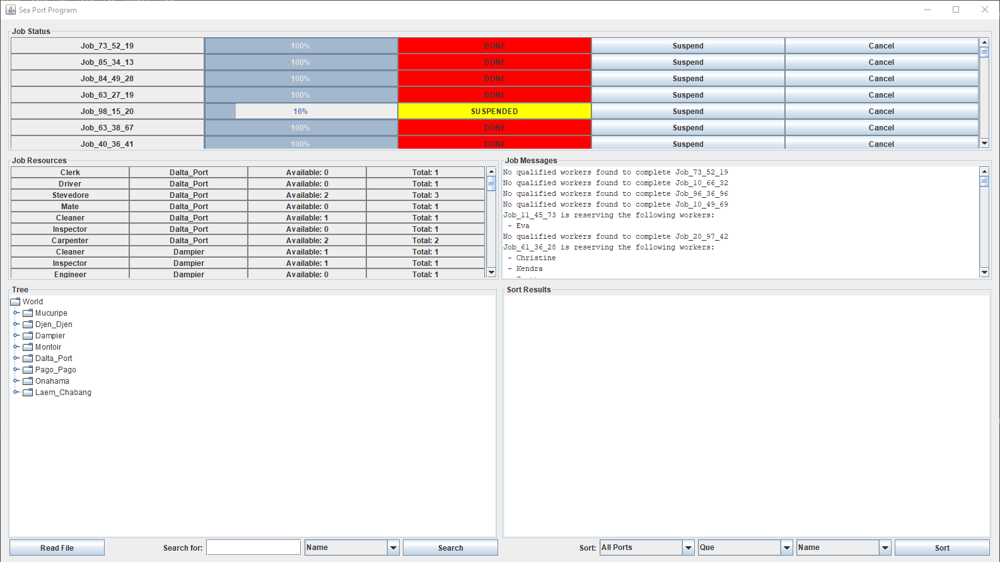 Sea Port Program
Job Status
Job_73_52_19 100% DONE Suspend Cancel
Job_85_34_13 100% DONE Suspend Cancel
Job_84_49_28 100% DONE Suspend Cancel
Job_63_27_19 100% DONE Suspend Cancel
Job_98_15_20 16% SUSPENDED Suspend Cancel
Job_63_38_67 100% DONE Suspend Cancel
Job_40_36_41 100% DONE Suspend Cancel
Job Resources
Clerk Dalta_Port Available: 0 Total: 1
Driver Dalta_Port Available: 0 Total: 1
Stevedore Dalta_Port Available: 2 Total: 3
Mate Dalta_Port Available: 0 Total: 1
Cleaner Dalta_Port Available: 1 Total: 1
Inspector Dalta_Port Available: 0 Total: 1
Carpenter Dalta_Port Available: 2 Total: 2
Cleaner Dampier Available: 1 Total: 1
Inspector Dampier Available: 1 Total: 1
Engineer Dampier Available: 0 Total: 1
Job Messages
No qualified workers found to complete Job_73_52_19
No qualified workers found to complete Job_10_66_32
No qualified workers found to complete Job_96_36_96
No qualified workers found to complete Job_10_49_69
Job_11_45_73 is reserving the following workers:
- Eva
No qualified workers found to complete Job_20_97_42
Job_61_36_28 is reserving the following workers:
- Christine
- Kendra
Tree
World
Mucuripe
Djen_Djen
Dampier
Montoir
Dalta_Port
Pago_Pago
Onahama
Laem_Chabang
Sort Results
Read File Search for: Name Search Sort: All Ports Que Name Sort